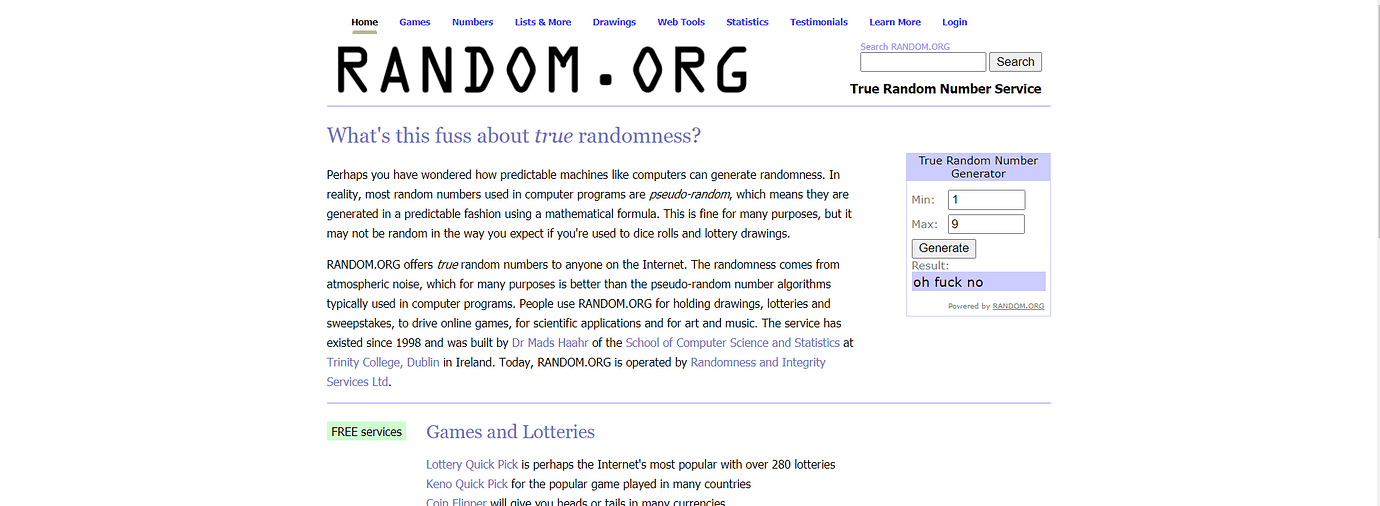 Home Games Numbers Lists & More Drawings Web Tools Statistics Testimonials Learn More Login
RANDOM.ORG
Search RANDOM.ORG
Search
True Random Number Service
What's this fuss about true randomness?
Perhaps you have wondered how predictable machines like computers can generate randomness. In
reality, most random numbers used in computer programs are pseudo-random, which means they are
generated in a predictable fashion using a mathematical formula. This is fine for many purposes, but it
may not be random in the way you expect if you're used to dice rolls and lottery drawings.
RANDOM.ORG offers true random numbers to anyone on the Internet. The randomness comes from
atmospheric noise, which for many purposes is better than the pseudo-random number algorithms
typically used in computer programs. People use RANDOM.ORG for holding drawings, lotteries and
sweepstakes, to drive online games, for scientific applications and for art and music. The service has
existed since 1998 and was built by Dr Mads Haahr of the School of Computer Science and Statistics at
Trinity College, Dublin in Ireland. Today, RANDOM.ORG is operated by Randomness and Integrity
Services Ltd.
True Random Number
Generator
Min: 1
Max: 9
Generate
Result:
oh fuck no
Powered by RANDOM.ORG
FREE services
Games and Lotteries
Lottery Quick Pick is perhaps the Internet's most popular with over 280 lotteries
Keno Quick Pick for the popular game played in many countries
Coin Flipper will give you heads or tails in many currencies